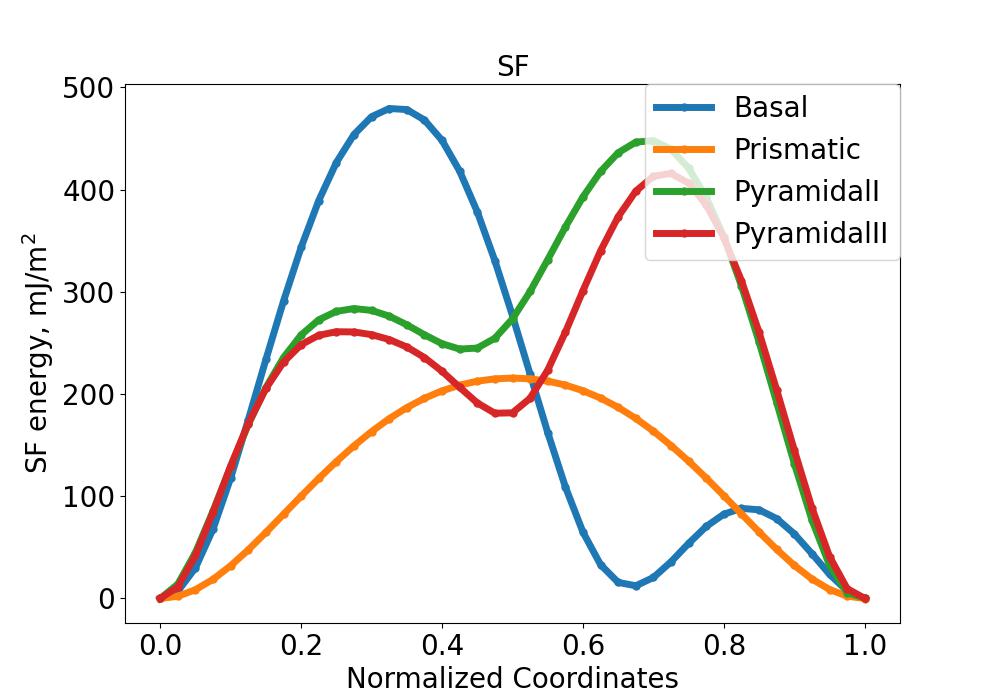 SF
500
400
300
200
100
0
SF energy, mJ/m²
0.0 0.2 0.4 0.6 0.8 1.0
Normalized Coordinates
Basal
Prismatic
PyramidalI
PyramidalII